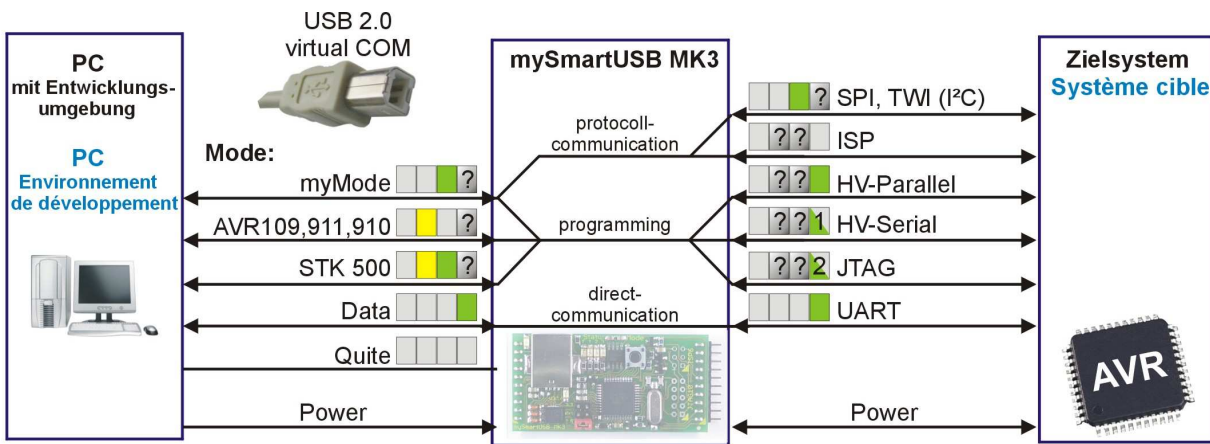 USB 2.0
virtual COM
PC
mit Entwicklungs-
umgebung
PC
Environnement
de développement
Mode:
myMode ?
AVR109,911,910 ?
STK 500 ?
Data
Quite
Power
mySmartUSB MK3
protocoll-
communication
programming
direct-
communication
mySmartUSB MK3
? SPI, TWI (I²C)
? ? ISP
? ? HV-Parallel
? ? 1 HV-Serial
? ? 2 JTAG
UART
Power
Zielsystem
Système cible
AVR